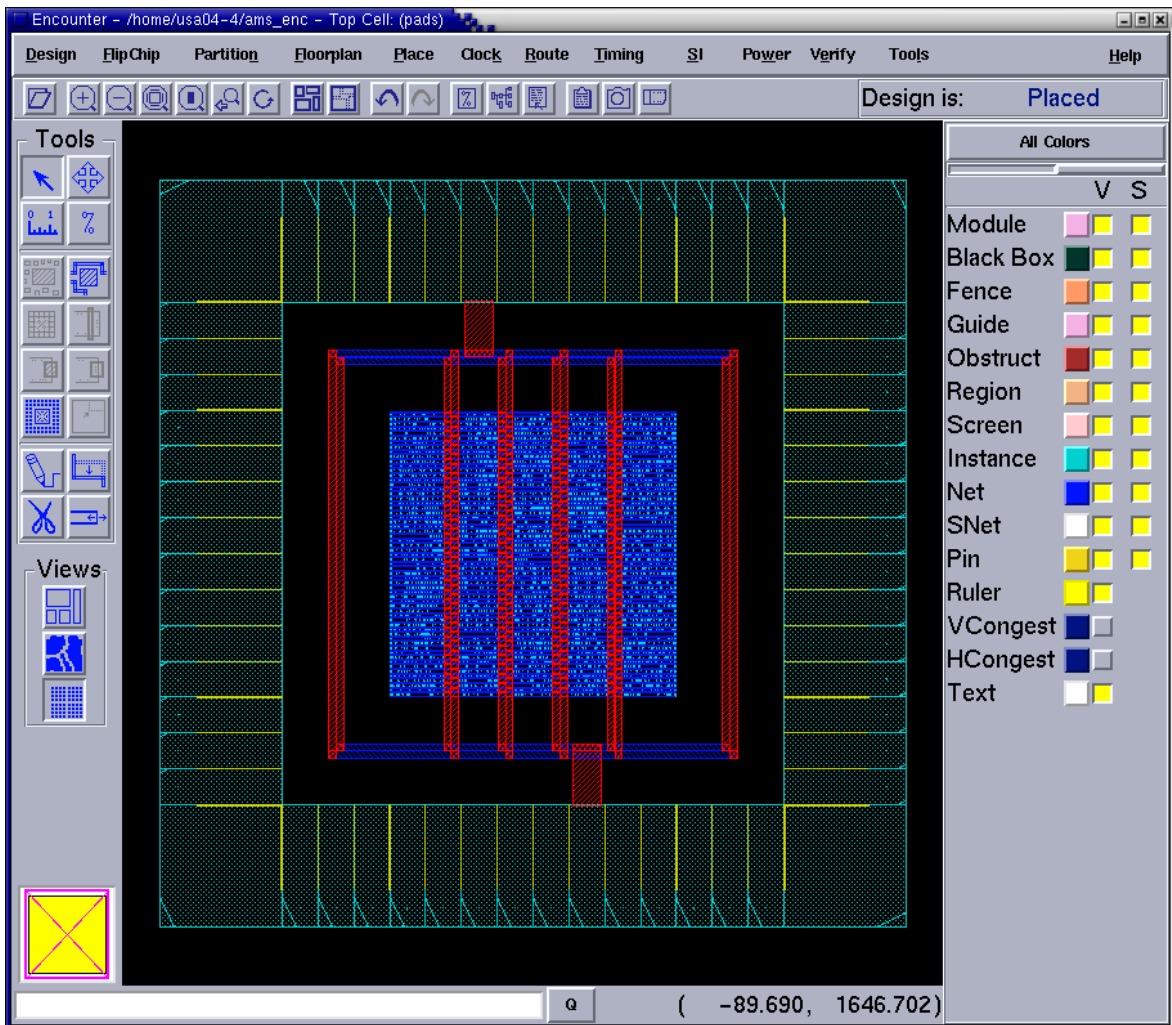 Encounter - /home/usa04-4/ams_enc - Top Cell: (pads)
Design FlipChip Partition Floorplan Place Clock Route Timing SI Power Verify Tools Help
Design is: Placed
Tools
All Colors
V S
0 1
%
Module
Black Box
Fence
Guide
Obstruct
Region
Screen
Instance
Net
SNet
Pin
Ruler
VCongest
HCongest
Text
Views
Q
( -89.690, 1646.702)